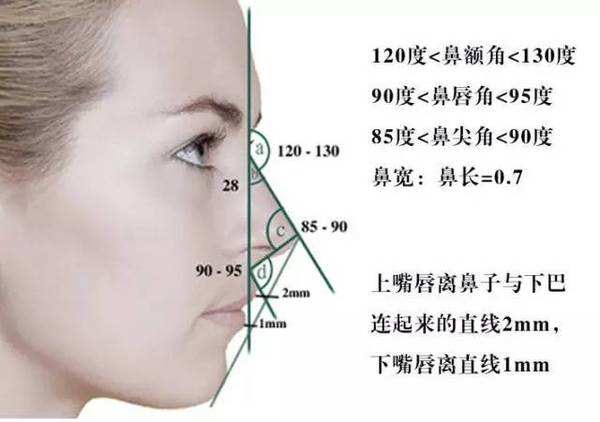 120度<鼻额角<130度
90度<鼻唇角<95度
85度<鼻尖角<90度
鼻宽：鼻长=0.7
上嘴唇离鼻子与下巴
连起来的直线2mm，
下嘴唇离直线1mm
a
120 - 130
b
28
c
85 - 90
90 - 95
d
2mm
1mm